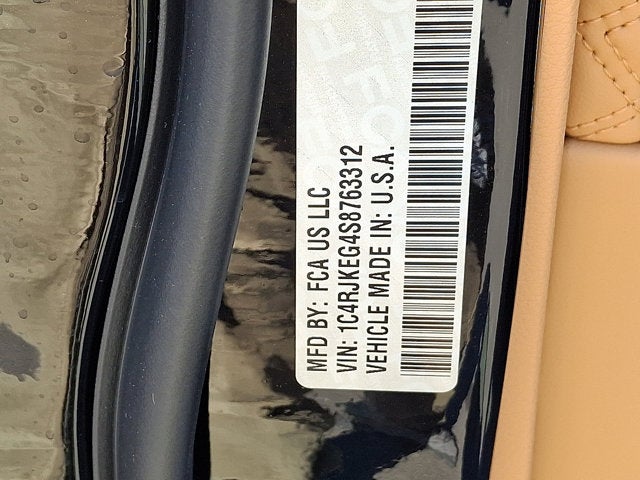 MFD BY: FCA US LLC
VIN: 1C4RJKEG4S8763312
VEHICLE MADE IN: U.S.A.